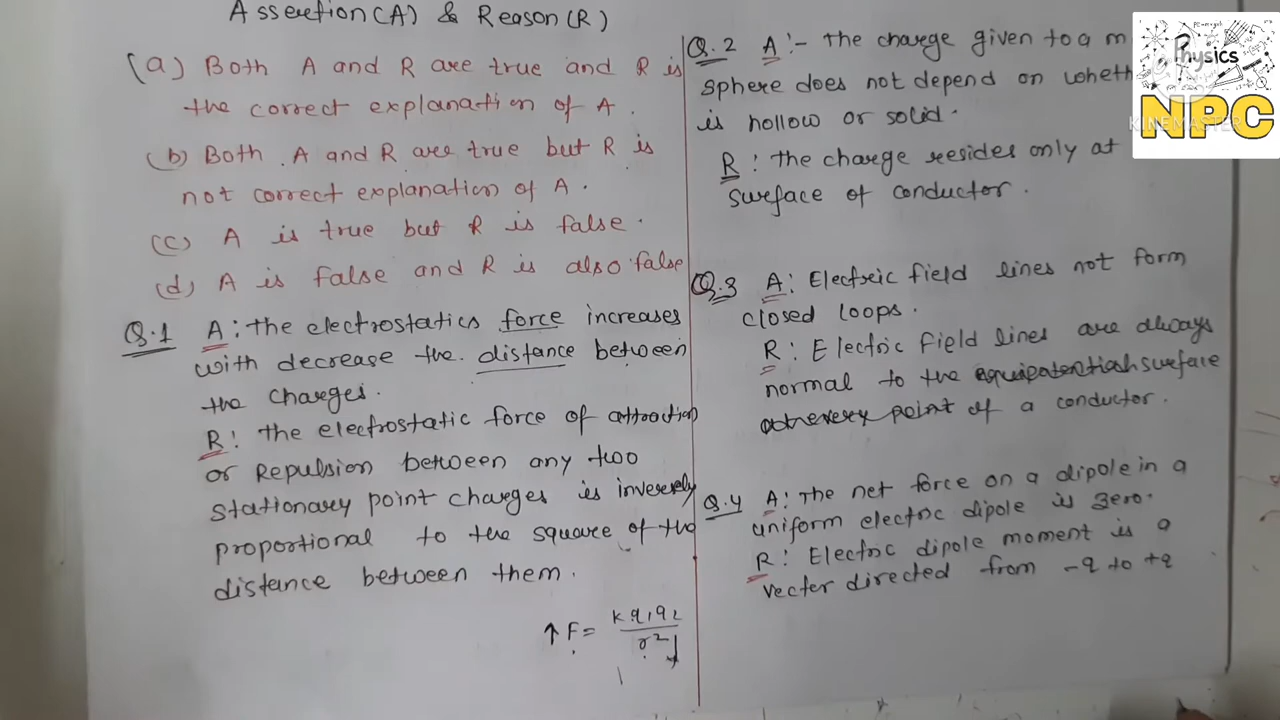 Assertion(A) & Reason(R)
(a) Both A and R are true and R is
the correct explanation of A.
(b) Both A and R are true but R is
not correct explanation of A.
(c) A is true but R is false.
(d) A is false and R is also false
Q.1 A: the electrostatics force increases
with decrease the distance between
the charges.
R: the electrostatic force of attraction
or Repulsion between any two
stationary point charges is inversely
proportional to the square of the
distance between them.
↑ F = k q1 q2
r2↓
Q.2 A:- the charge given to a m
sphere does not depend on wheth
is hollow or solid.
R: the charge resides only at
surface of conductor.
Q.3 A: Electric field lines not form
closed loops.
R: Electric field lines are always
normal to the equipotential surface
at every point of a conductor.
Q.4 A: The net force on a dipole in a
uniform electric dipole is zero.
R: Electric dipole moment is a
vecter directed from -q to +q
Physics
NPC
KINEMASTER